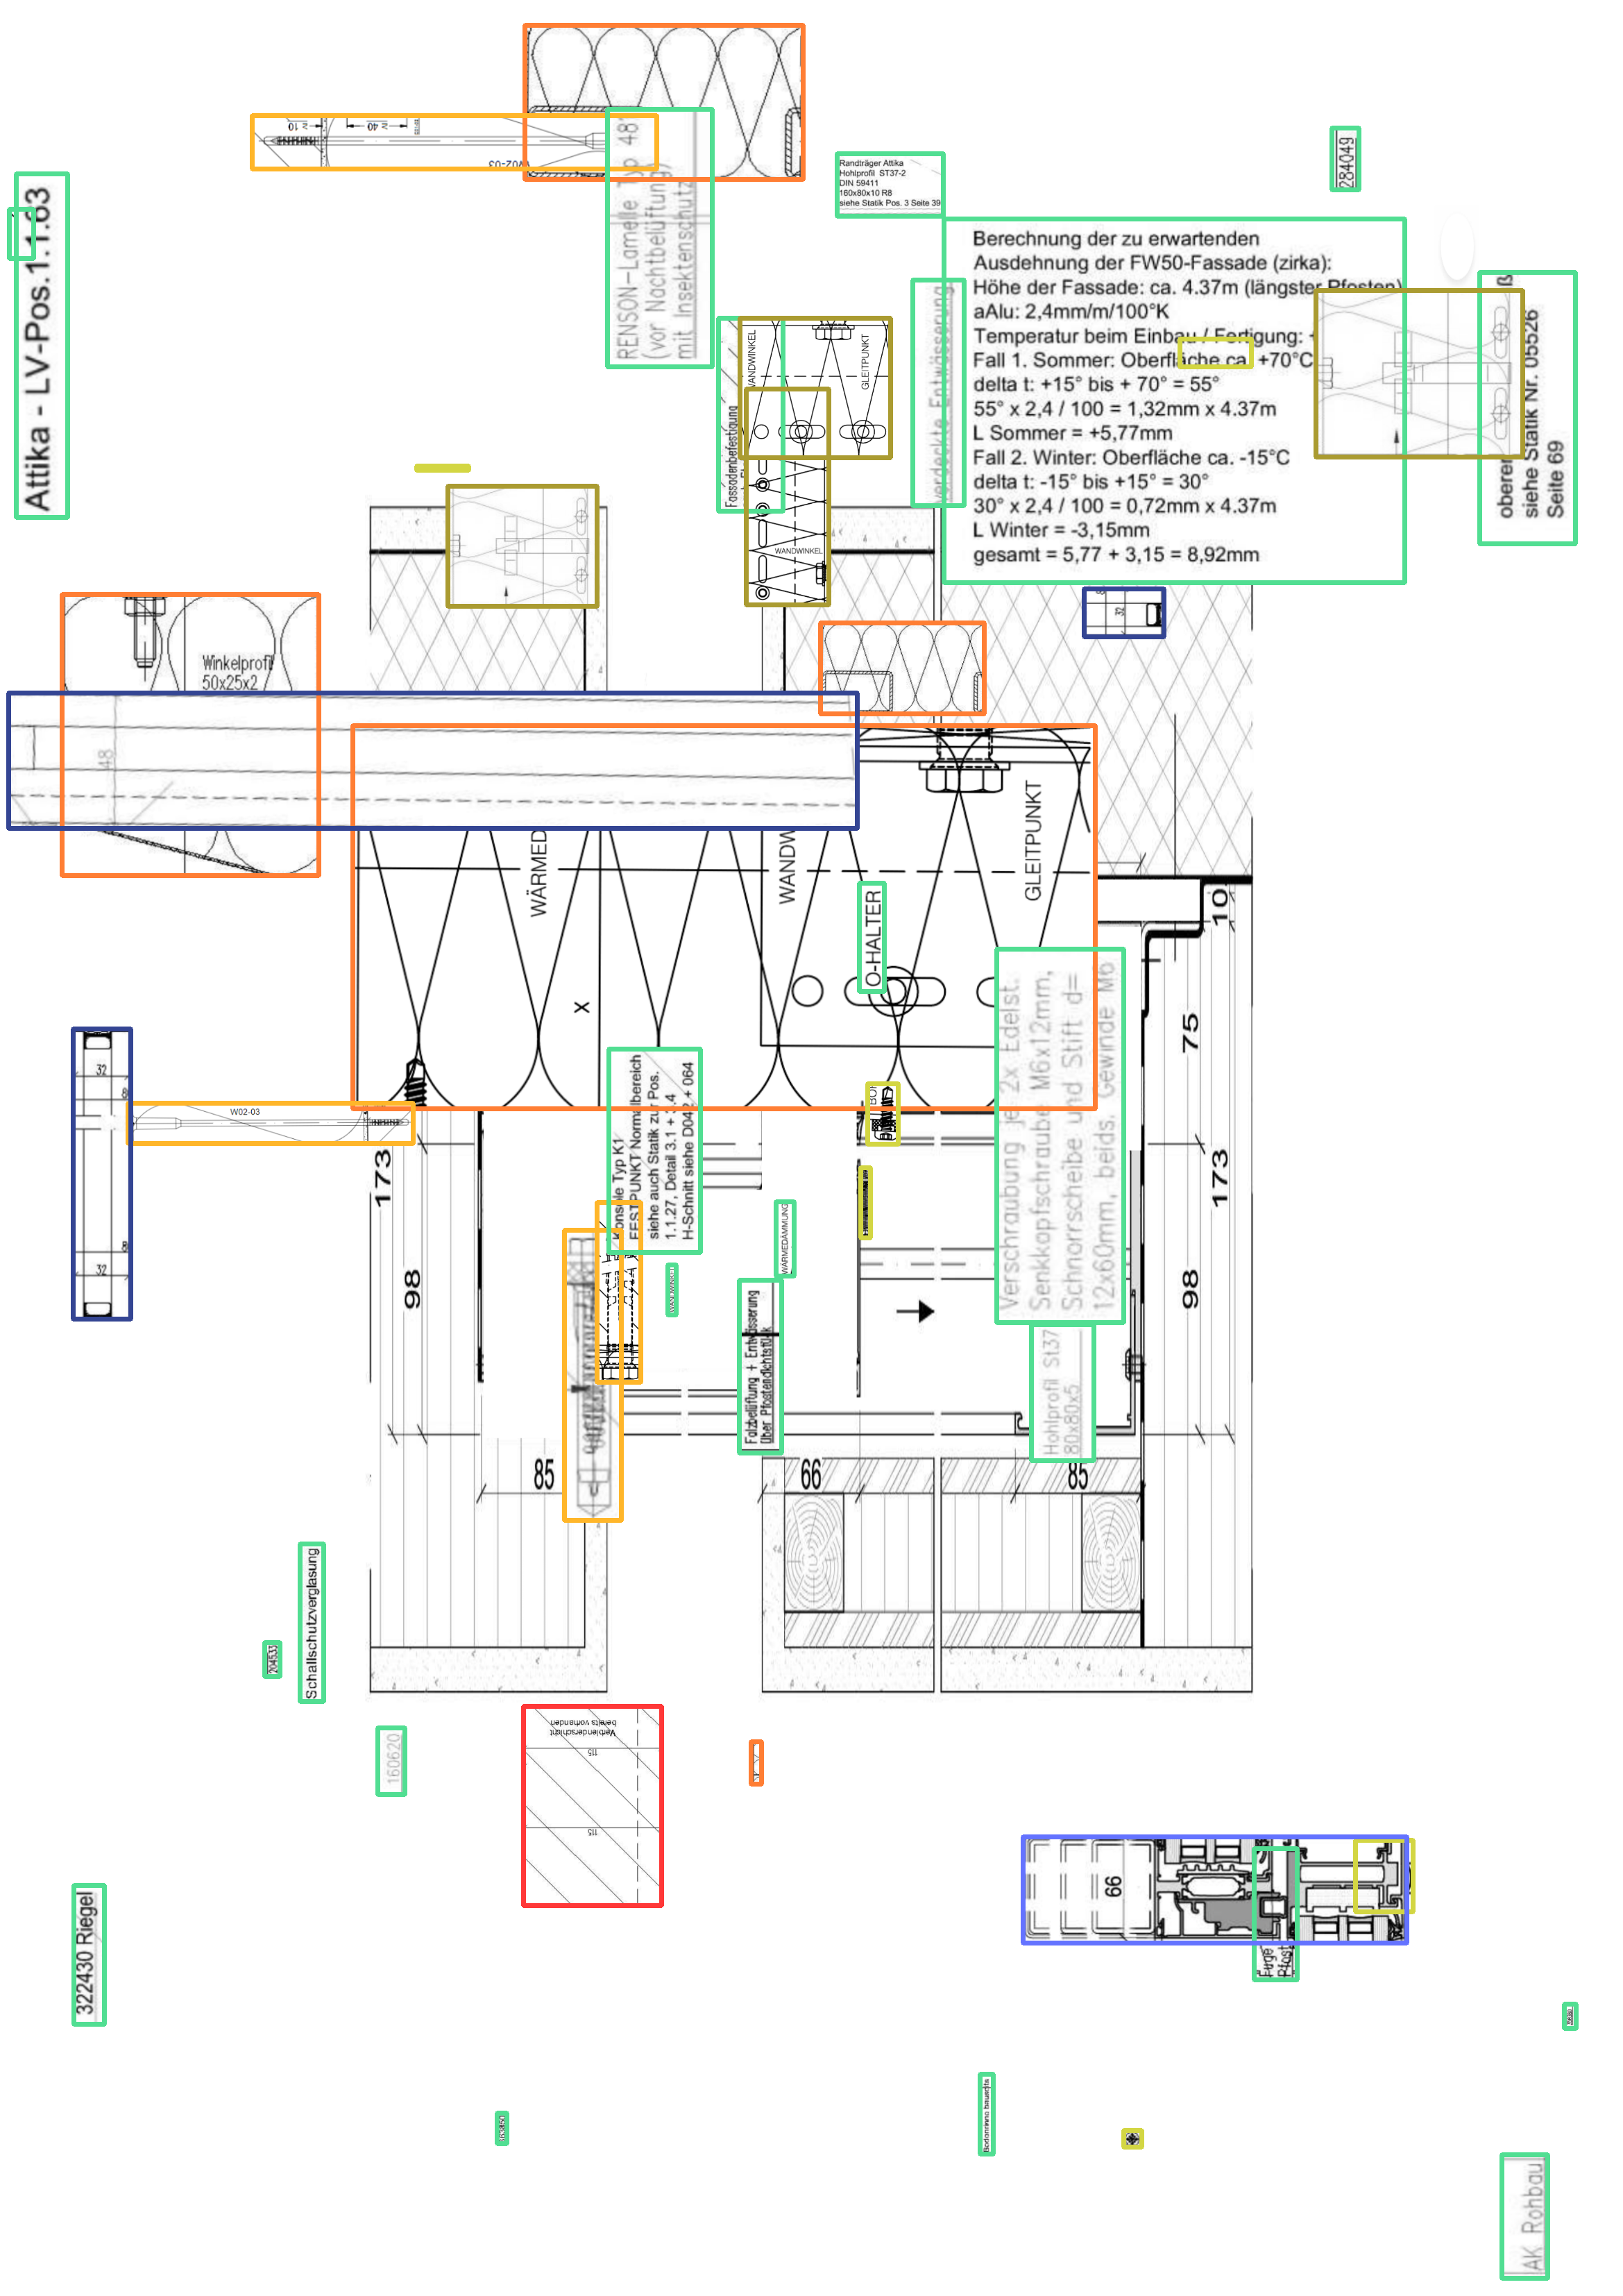 ≥ 10
≥ 40
W02-03
RENSON-Lamelle Typ 48
(vor Nachtbelüftung)
mit Insektenschutz
Randträger Attika
Hohlprofil ST37-2
DIN 59411
160x80x10 R8
siehe Statik Pos. 3 Seite 39
284049
Attika - LV-Pos.1.1.63
Berechnung der zu erwartenden
Ausdehnung der FW50-Fassade (zirka):
Höhe der Fassade: ca. 4.37m (längster Pfosten)
aAlu: 2,4mm/m/100°K
Temperatur beim Einbau / Fertigung: +
Fall 1. Sommer: Oberfläche ca. +70°C
delta t: +15° bis + 70° = 55°
55° x 2,4 / 100 = 1,32mm x 4.37m
L Sommer = +5,77mm
Fall 2. Winter: Oberfläche ca. -15°C
delta t: -15° bis +15° = 30°
30° x 2,4 / 100 = 0,72mm x 4.37m
L Winter = -3,15mm
gesamt = 5,77 + 3,15 = 8,92mm
verdeckte Entwässerung
oberer
siehe Statik Nr. 05526
Seite 69
Fassadenbefestigung
WANDWINKEL
GLEITPUNKT
WANDWINKEL
32
Winkelprofil
50x25x2
48
WÄRMED
WANDW
GLEITPUNKT
O-HALTER
X
10
75
173
98
Verschraubung je 2x Edelst.
Senkkopfschraube M6x12mm,
Schnorrscheibe und Stift d=
12x60mm, beids. Gewinde M6
Konsole Typ K1
FESTPUNKT Normalbereich
siehe auch Statik zu Pos.
1.1.27, Detail 3.1 + 3.4
H-Schnitt siehe D042 + 064
32
8
8
32
W02-03
173
98
WÄRMEDÄMMUNG
WANDWINKEL
Falzbelüftung + Entwässerung
über Pfostendichtstück
Hohlprofil St37
80x80x5
85
66
85
Schallschutzverglasung
204533
160620
Verblenderschicht
bereits vorhanden
115
115
66
Fuge
Pfost
322430 Riegel
Bodenrinne bauseits
AK Rohbau